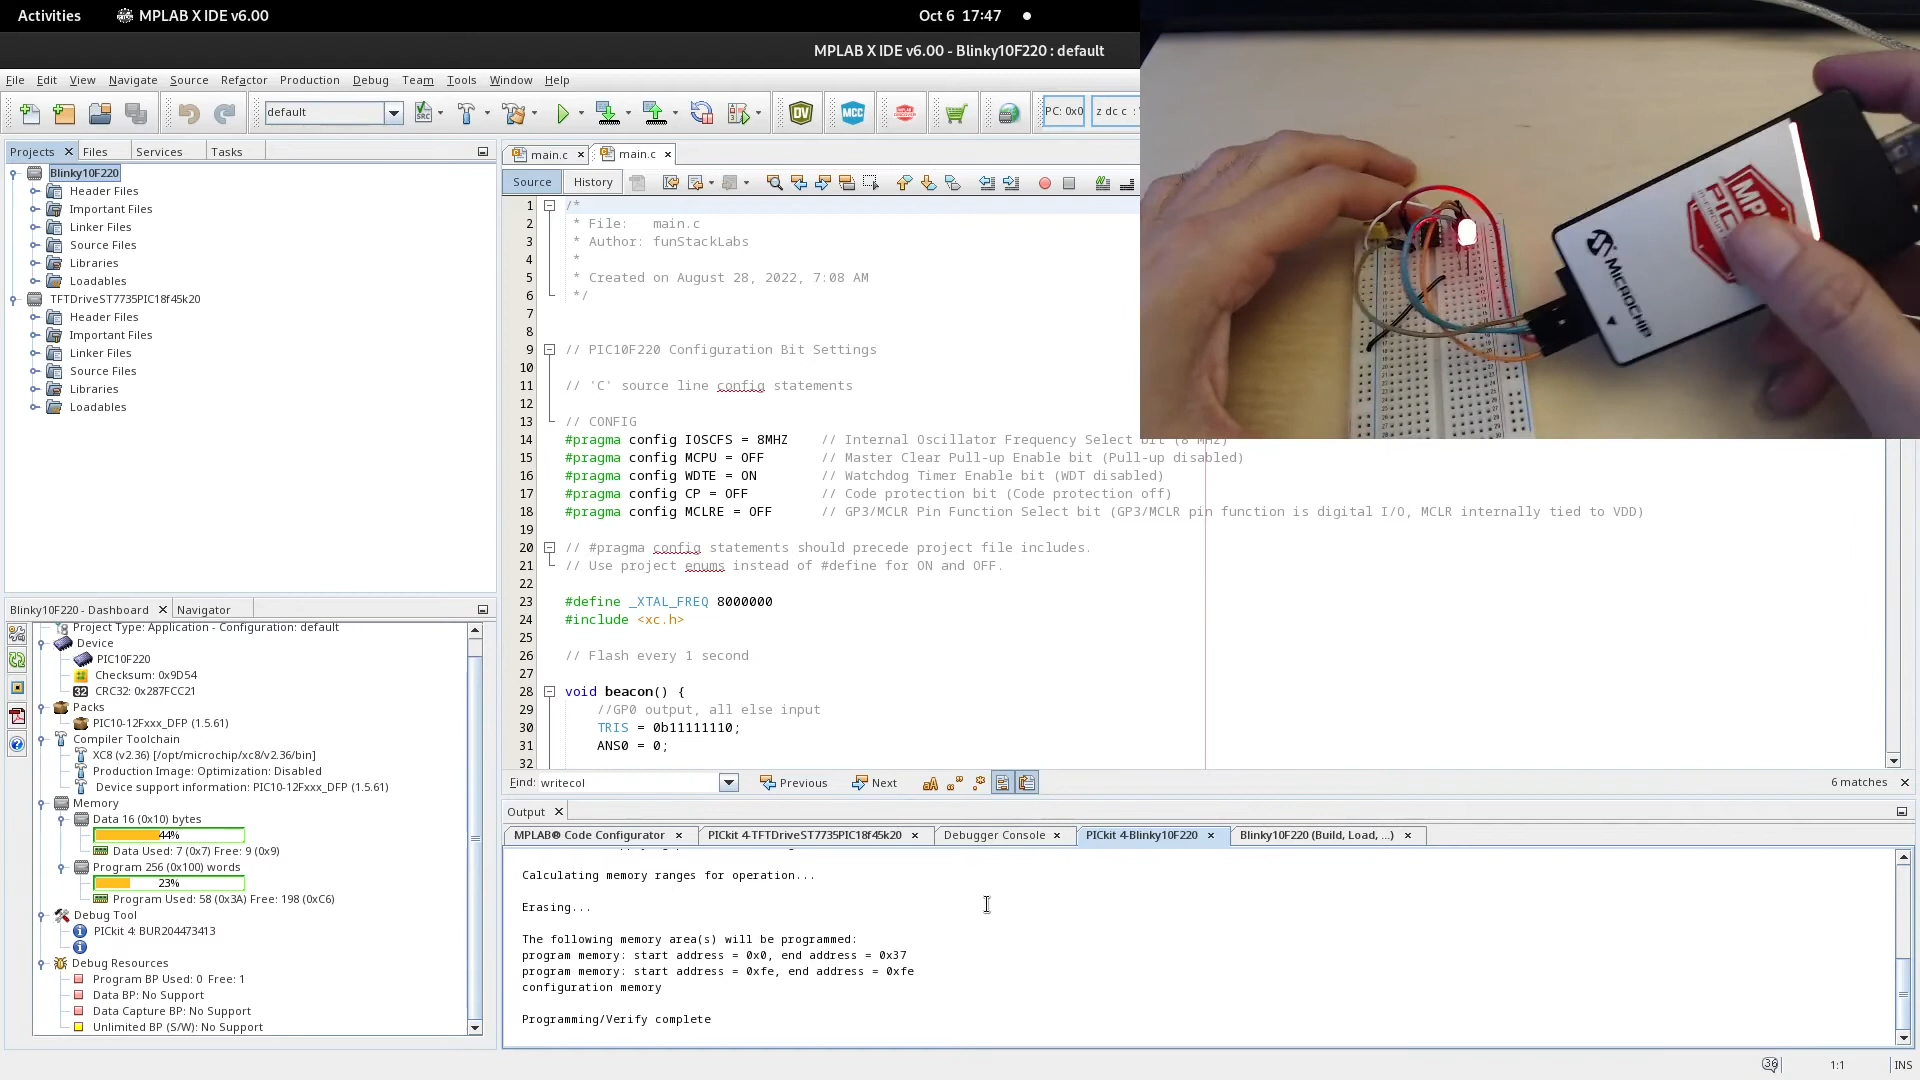 Activities
MPLAB X IDE v6.00
Oct 6 17:47
MPLAB X IDE v6.00 - Blinky10F220 : default
File Edit View Navigate Source Refactor Production Debug Team Tools Window Help
default
DV
MCC
PC: 0x0
z dc c
Projects
Files
Services
Tasks
Blinky10F220
Header Files
Important Files
Linker Files
Source Files
Libraries
Loadables
TFTDriveST7735PIC18f45k20
Header Files
Important Files
Linker Files
Source Files
Libraries
Loadables
Blinky10F220 - Dashboard
Navigator
Project Type: Application - Configuration: default
Device
PIC10F220
Checksum: 0x9D54
32 CRC32: 0x287FCC21
Packs
PIC10-12Fxxx_DFP (1.5.61)
Compiler Toolchain
XC8 (v2.36) [/opt/microchip/xc8/v2.36/bin]
Production Image: Optimization: Disabled
Device support information: PIC10-12Fxxx_DFP (1.5.61)
Memory
Data 16 (0x10) bytes
44%
Data Used: 7 (0x7) Free: 9 (0x9)
Program 256 (0x100) words
23%
Program Used: 58 (0x3A) Free: 198 (0xC6)
Debug Tool
PICkit 4: BUR204473413
Debug Resources
Program BP Used: 0 Free: 1
Data BP: No Support
Data Capture BP: No Support
Unlimited BP (S/W): No Support
main.c
main.c
Source
History
1 /*
2 * File: main.c
3 * Author: funStackLabs
4 *
5 * Created on August 28, 2022, 7:08 AM
6 */
7
8
9 // PIC10F220 Configuration Bit Settings
10
11 // 'C' source line config statements
12
13 // CONFIG
14 #pragma config IOSCFS = 8MHZ // Internal Oscillator Frequency Select bit (8 MHz)
15 #pragma config MCPU = OFF // Master Clear Pull-up Enable bit (Pull-up disabled)
16 #pragma config WDTE = ON // Watchdog Timer Enable bit (WDT disabled)
17 #pragma config CP = OFF // Code protection bit (Code protection off)
18 #pragma config MCLRE = OFF // GP3/MCLR Pin Function Select bit (GP3/MCLR pin function is digital I/O, MCLR internally tied to VDD)
19
20 // #pragma config statements should precede project file includes.
21 // Use project enums instead of #define for ON and OFF.
22
23 #define _XTAL_FREQ 8000000
24 #include <xc.h>
25
26 // Flash every 1 second
27
28 void beacon() {
29 //GP0 output, all else input
30 TRIS = 0b11111110;
31 ANS0 = 0;
32
MICROCHIP
Find: writecol
Previous
Next
6 matches
Output
MPLAB® Code Configurator
PICkit 4-TFTDriveST7735PIC18f45k20
Debugger Console
PICkit 4-Blinky10F220
Blinky10F220 (Build, Load, ...)
Calculating memory ranges for operation...
Erasing...
The following memory area(s) will be programmed:
program memory: start address = 0x0, end address = 0x37
program memory: start address = 0xfe, end address = 0xfe
configuration memory
Programming/Verify complete
36
1:1
INS